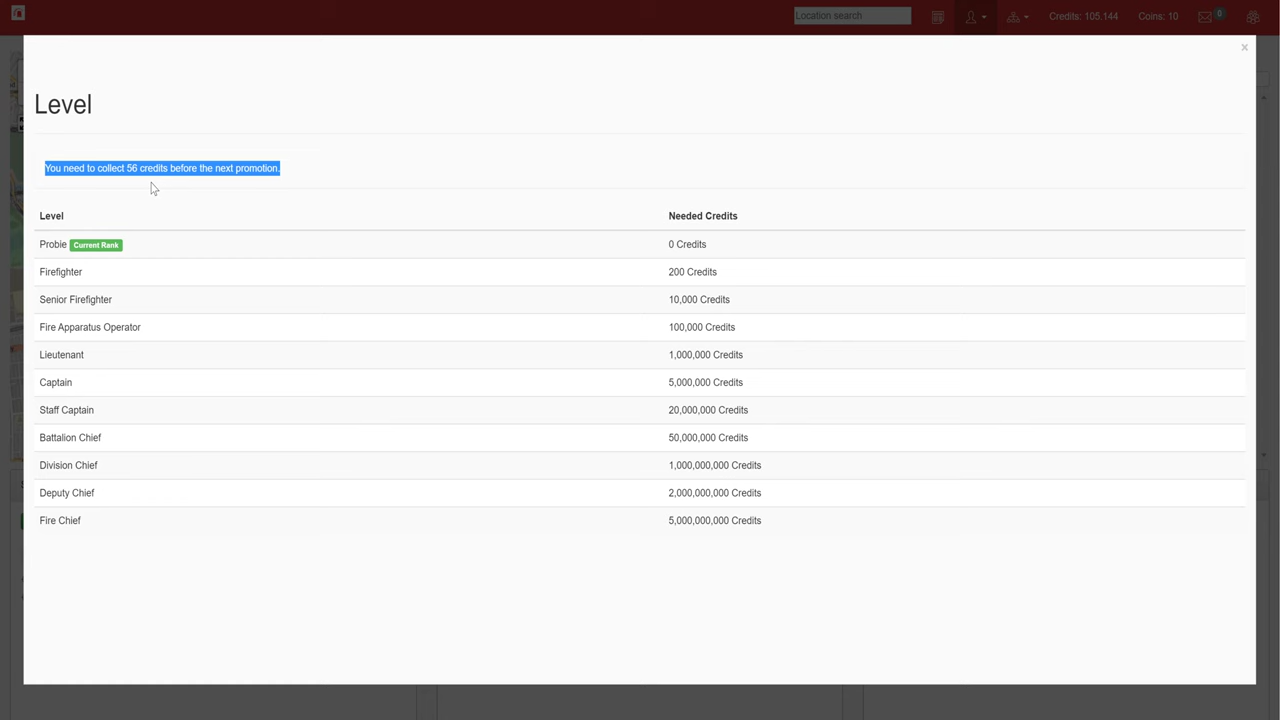 Location search
Credits: 105.144
Coins: 10
0
×
Level
You need to collect 56 credits before the next promotion.
Level Needed Credits
Probie Current Rank 0 Credits
Firefighter 200 Credits
Senior Firefighter 10,000 Credits
Fire Apparatus Operator 100,000 Credits
Lieutenant 1,000,000 Credits
Captain 5,000,000 Credits
Staff Captain 20,000,000 Credits
Battalion Chief 50,000,000 Credits
Division Chief 1,000,000,000 Credits
Deputy Chief 2,000,000,000 Credits
Fire Chief 5,000,000,000 Credits